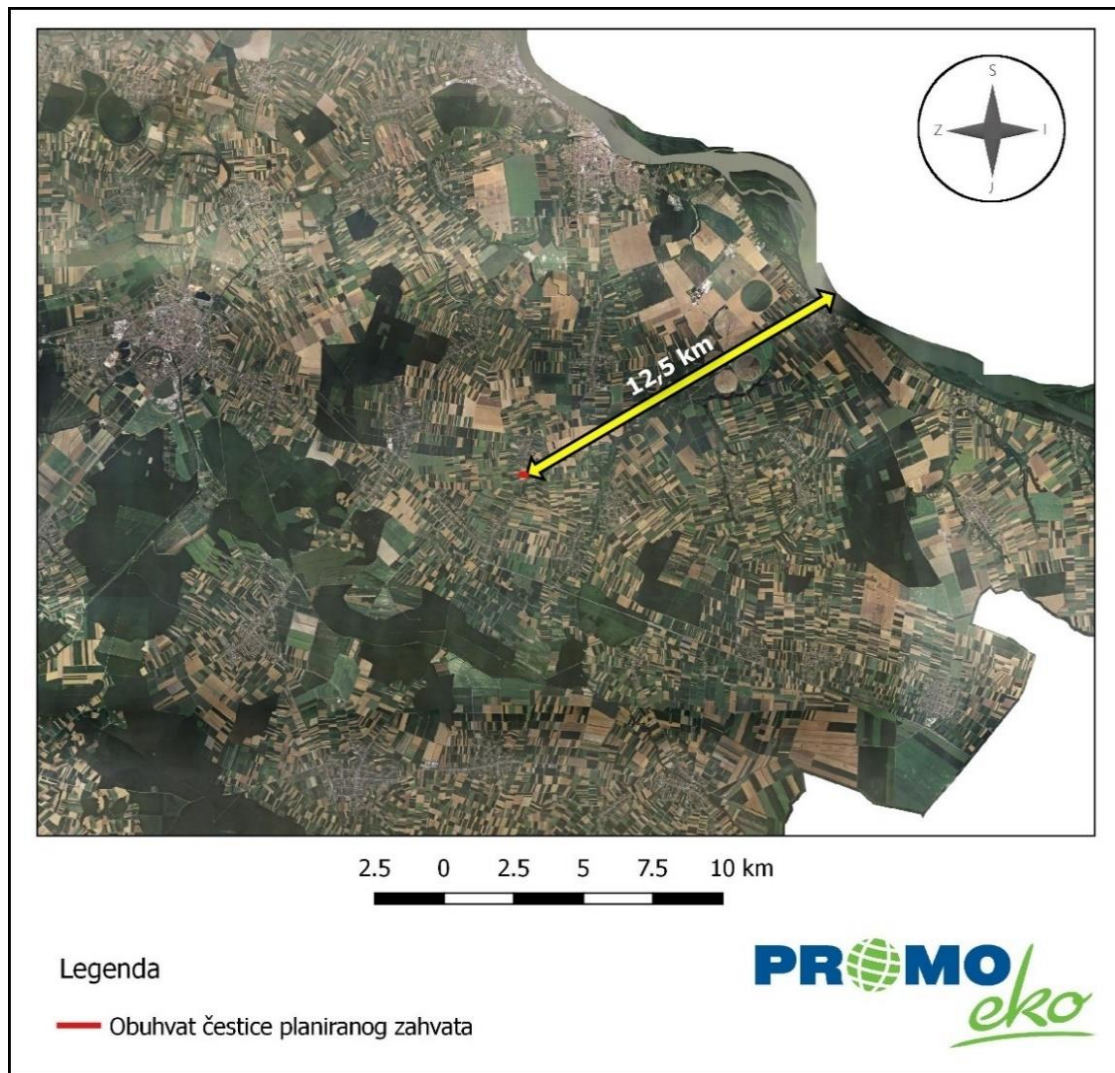 S
Z I
J
12,5 km
2.5 0 2.5 5 7.5 10 km
Legenda
Obuhvat čestice planiranog zahvata
PROMO
eko